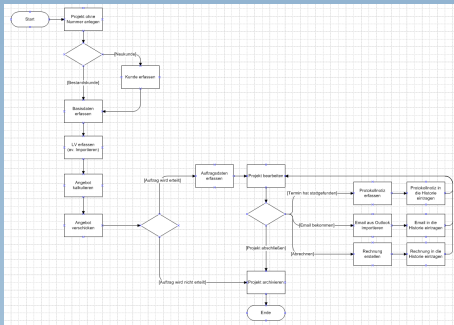 Start
Projekt ohne
Nummer anlegen
[Neukunde]
Kunde erfassen
[Bestandskunde]
Basisdaten
erfassen
LV erfassen
(ev. importieren)
Angebot
kalkulieren
Angebot
verschicken
[Auftrag wird erteilt]
Auftragsdaten
erfassen
Projekt bearbeiten
[Termin hat stattgefunden]
Protokollnotiz
erfassen
Protokollnotiz in
die Historie
eintragen
[Email bekommen]
Email aus Outlook
importieren
Email in die
Historie eintragen
[Abrechnen]
Rechnung
erstellen
Rechnung in die
Historie eintragen
[Projekt abschließen]
[Auftrag wird nicht erteilt]
Projekt archivieren
Ende